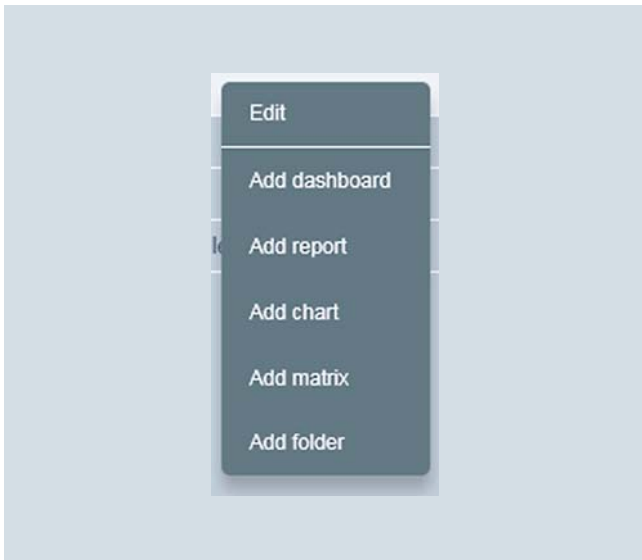 Edit
Add dashboard
Add report
Add chart
Add matrix
Add folder